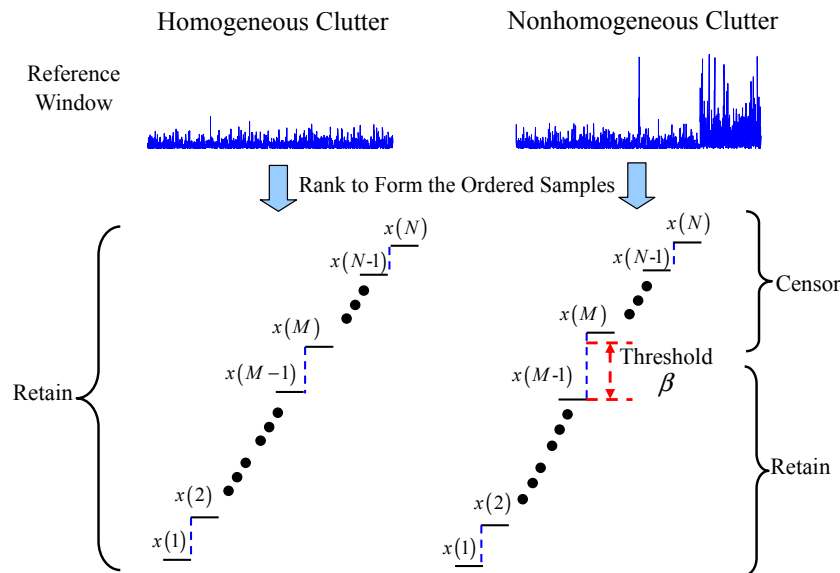 Homogeneous Clutter
Nonhomogeneous Clutter
Reference
Window
Rank to Form the Ordered Samples
x(N)
x(N-1)
x(M)
x(M−1)
Retain
x(2)
x(1)
x(N)
x(N-1)
Censor
x(M)
Threshold
β
x(M-1)
Retain
x(2)
x(1)